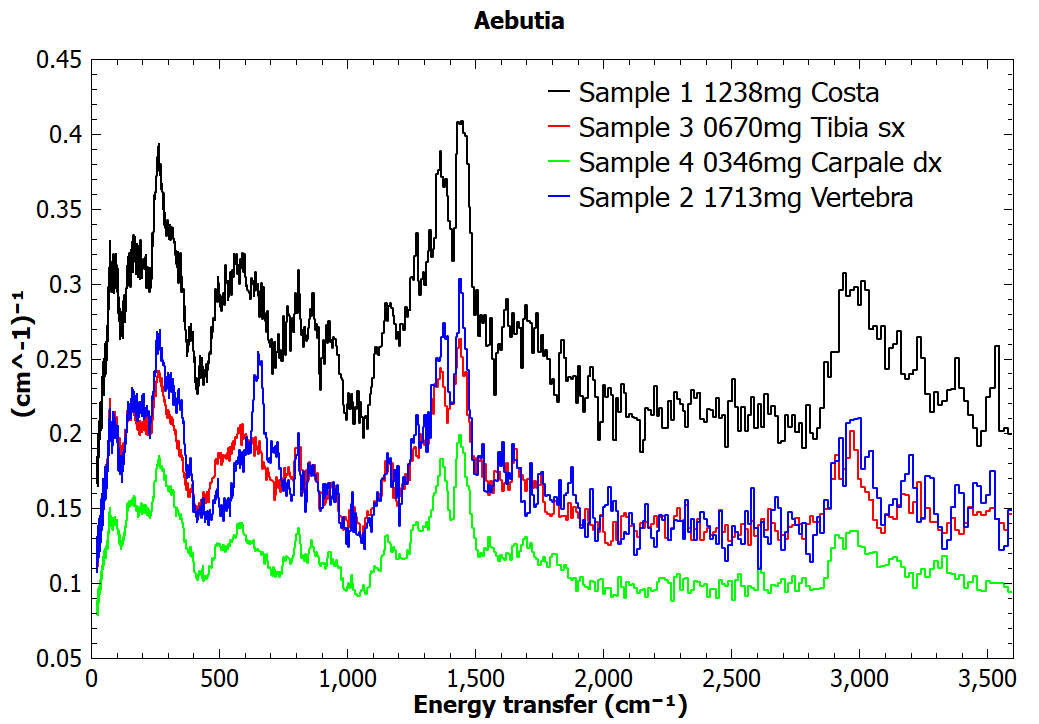 Aebutia
0.45
0.4
0.35
0.3
0.25
0.2
0.15
0.1
0.05
(cm^-1)⁻¹
Sample 1 1238mg Costa
Sample 3 0670mg Tibia sx
Sample 4 0346mg Carpale dx
Sample 2 1713mg Vertebra
0 500 1,000 1,500 2,000 2,500 3,000 3,500
Energy transfer (cm⁻¹)